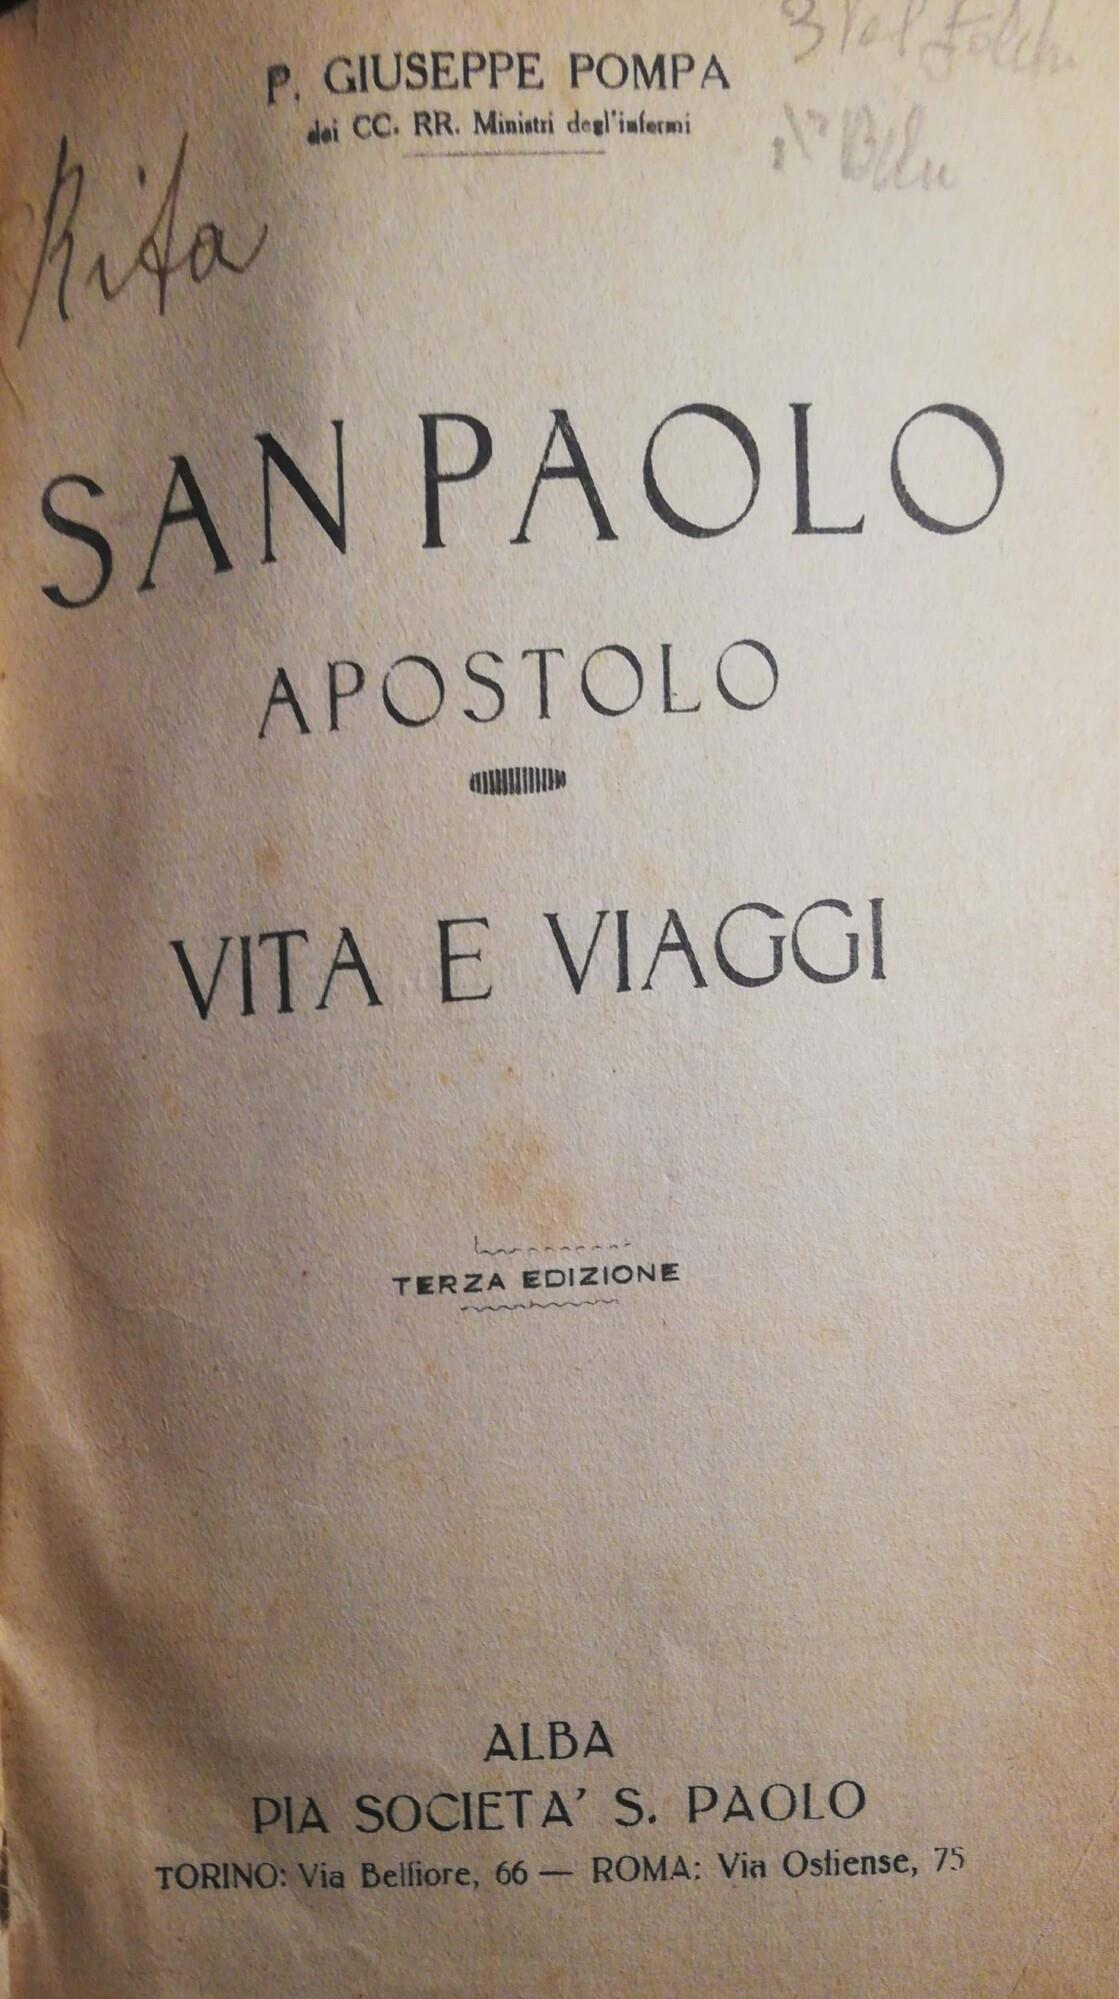 P. GIUSEPPE POMPA
dei CC. RR. Ministri degl'infermi
Rita
SAN PAOLO
APOSTOLO
VITA E VIAGGI
TERZA EDIZIONE
ALBA
PIA SOCIETA' S. PAOLO
TORINO: Via Belfiore, 66 — ROMA: Via Ostiense, 75